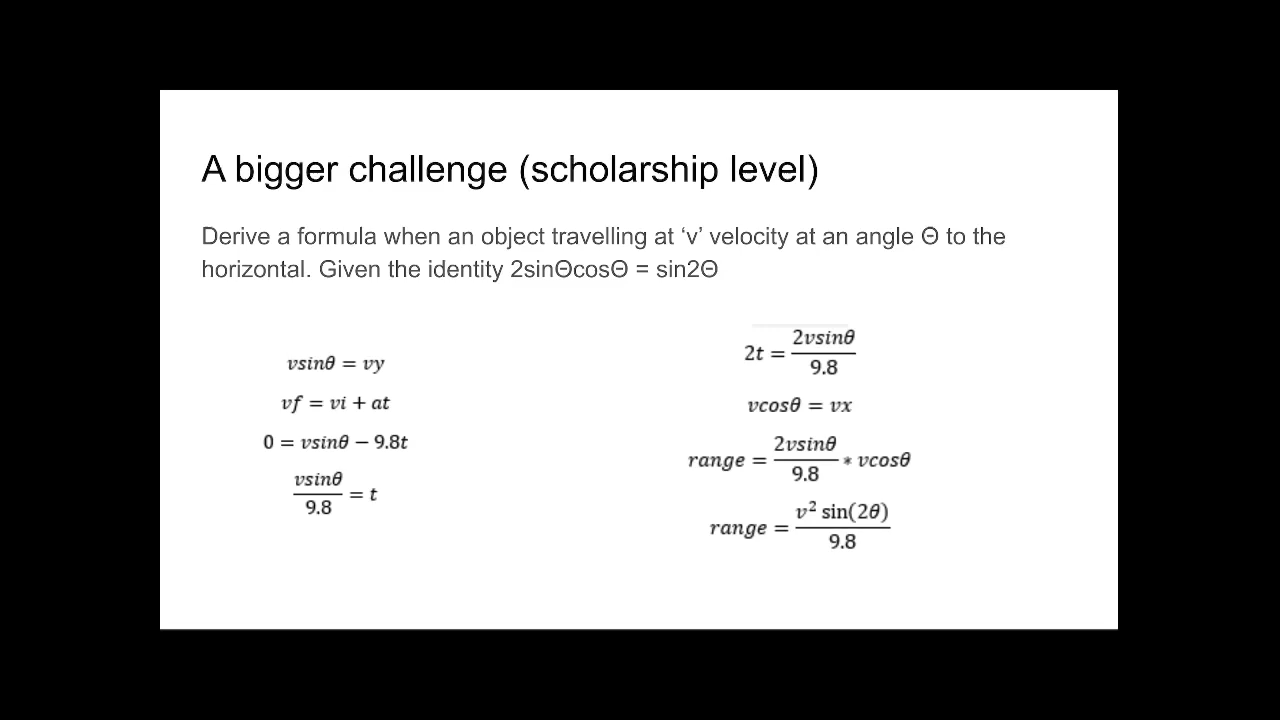 A bigger challenge (scholarship level)
Derive a formula when an object travelling at ‘v’ velocity at an angle Θ to the
horizontal. Given the identity 2sinΘcosΘ = sin2Θ
vsinθ = vy
vf = vi + at
0 = vsinθ − 9.8t
vsinθ/9.8 = t
2t = 2vsinθ/9.8
vcosθ = vx
range = 2vsinθ/9.8 * vcosθ
range = v² sin(2θ)/9.8